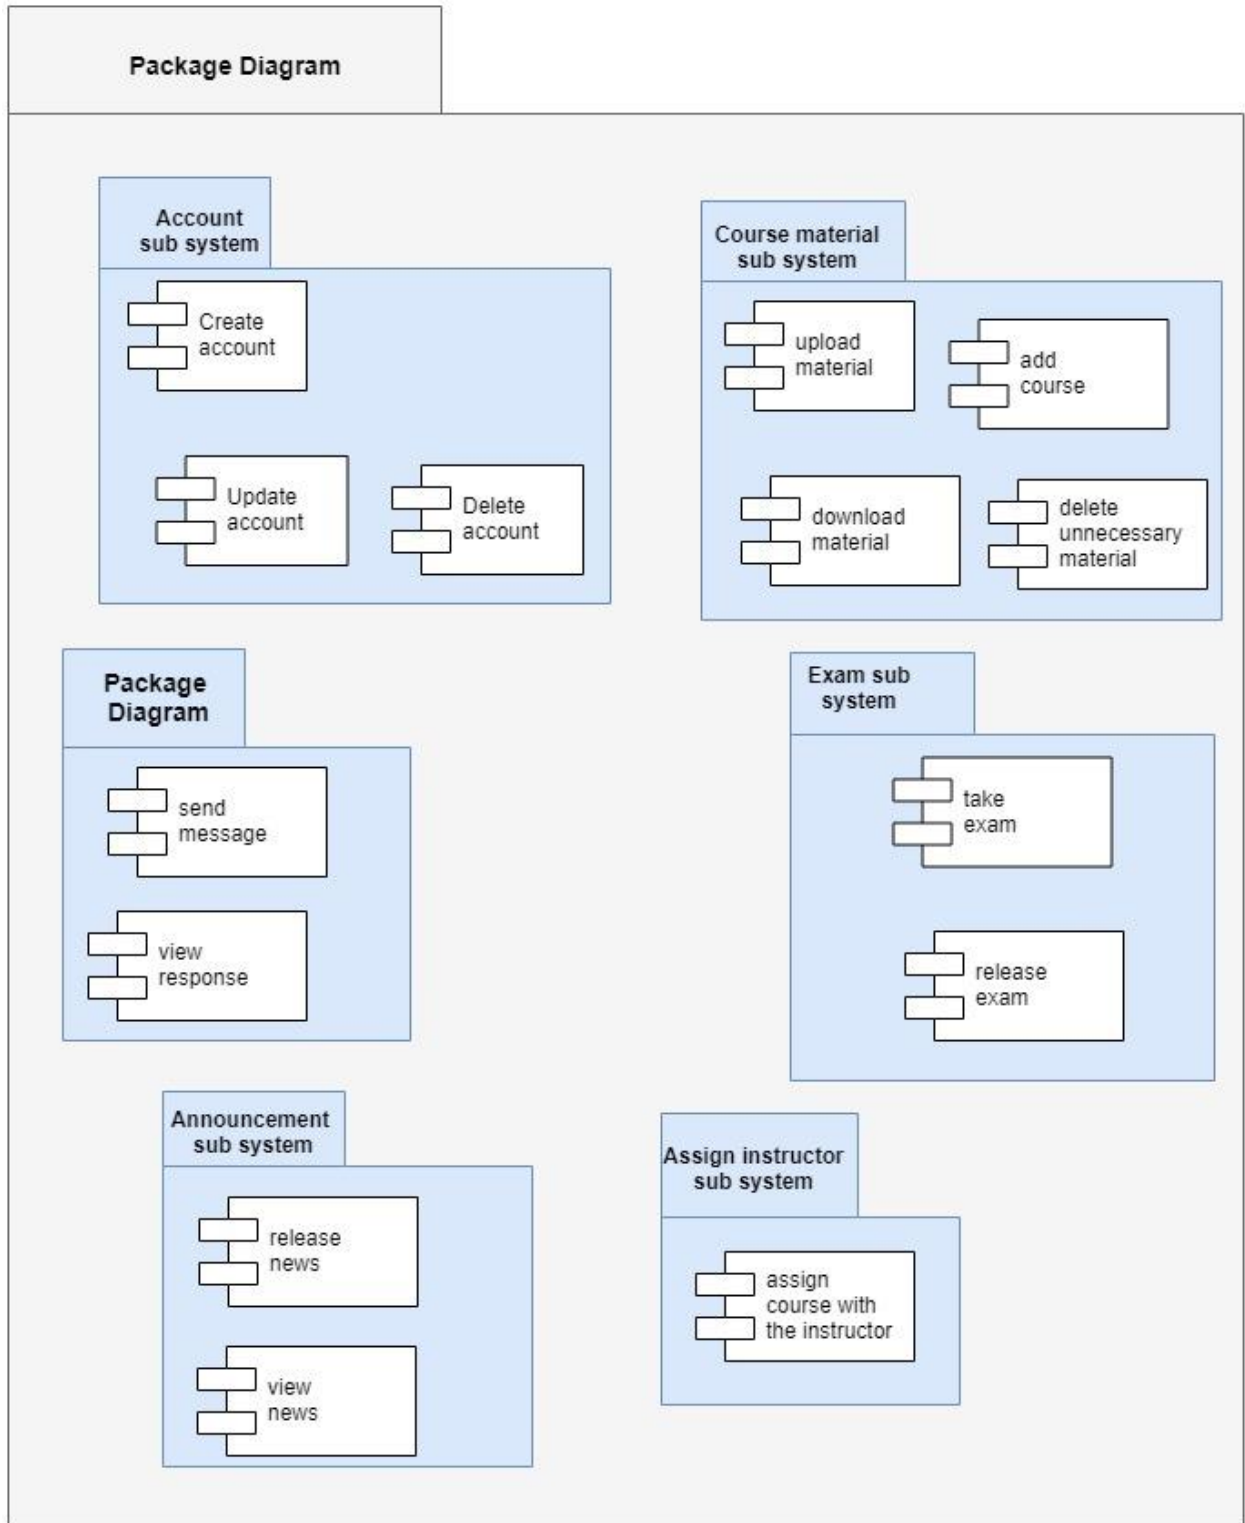 Package Diagram
Account
sub system
Create
account
Update
account
Delete
account
Course material
sub system
upload
material
add
course
download
material
delete
unnecessary
material
Package
Diagram
send
message
view
response
Exam sub
system
take
exam
release
exam
Announcement
sub system
release
news
view
news
Assign instructor
sub system
assign
course with
the instructor